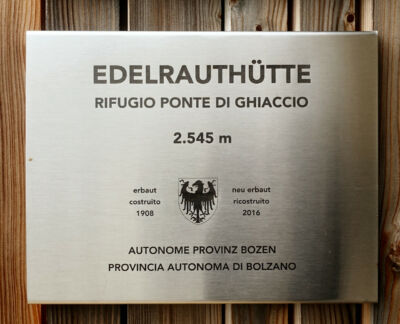 EDELRAUTHÜTTE
RIFUGIO PONTE DI GHIACCIO
2.545 m
erbaut
costruito
1908
neu erbaut
ricostruito
2016
AUTONOME PROVINZ BOZEN
PROVINCIA AUTONOMA DI BOLZANO